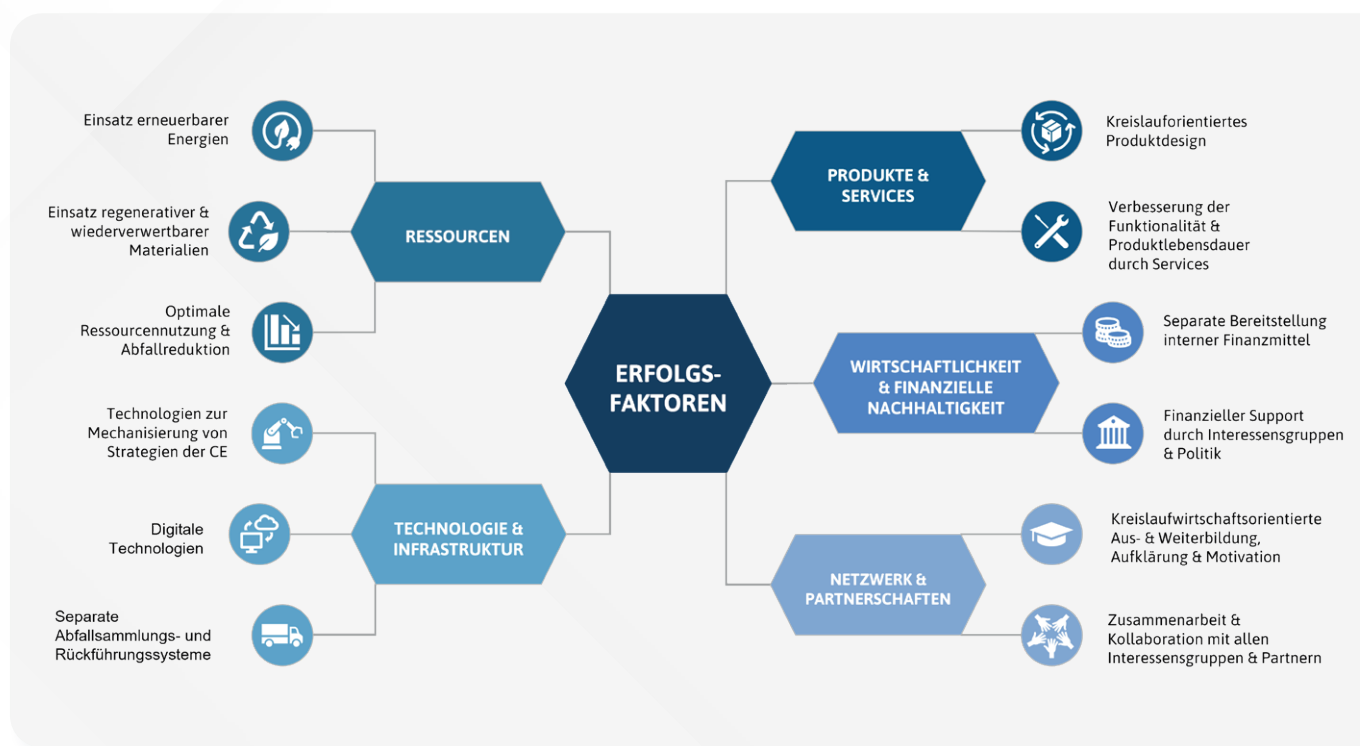 Einsatz erneuerbarer
Energien
Einsatz regenerativer &
wiederverwertbarer
Materialien
Optimale
Ressourcennutzung &
Abfallreduktion
RESSOURCEN
Technologien zur
Mechanisierung von
Strategien der CE
Digitale
Technologien
Separate
Abfallsammlungs- und
Rückführungssysteme
TECHNOLOGIE &
INFRASTRUKTUR
ERFOLGS-
FAKTOREN
PRODUKTE &
SERVICES
Kreislauforientiertes
Produktdesign
Verbesserung der
Funktionalität &
Produktlebensdauer
durch Services
WIRTSCHAFTLICHKEIT
& FINANZIELLE
NACHHALTIGKEIT
Separate Bereitstellung
interner Finanzmittel
Finanzieller Support
durch Interessensgruppen
& Politik
NETZWERK &
PARTNERSCHAFTEN
Kreislaufwirtschaftsorientierte
Aus- & Weiterbildung,
Aufklärung & Motivation
Zusammenarbeit &
Kollaboration mit allen
Interessensgruppen & Partnern